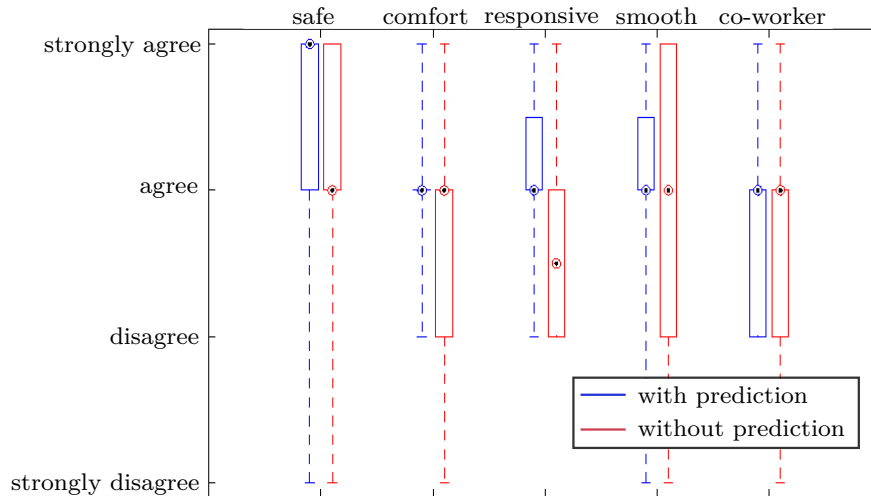 safe comfort responsive smooth co-worker
strongly agree
agree
disagree
with prediction
without prediction
strongly disagree